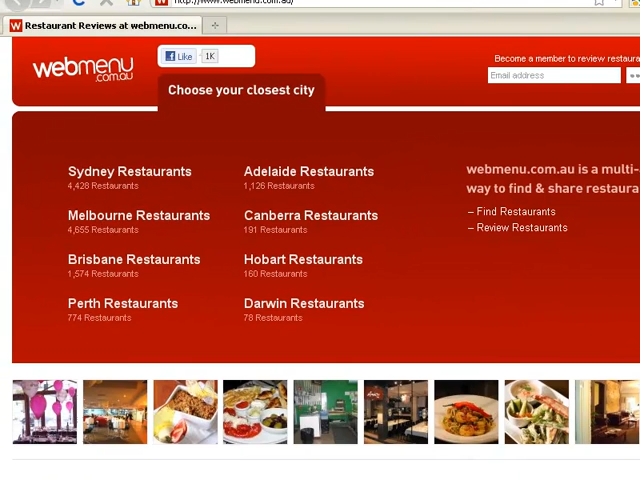 http://www.webmenu.com.au/
Restaurant Reviews at webmenu.co...
webmenu
.com.au
Like
1K
Choose your closest city
Become a member to review restaura
Email address
Sydney Restaurants
4,428 Restaurants
Adelaide Restaurants
1,126 Restaurants
webmenu.com.au is a multi-
way to find & share restaura
– Find Restaurants
– Review Restaurants
Melbourne Restaurants
4,655 Restaurants
Canberra Restaurants
191 Restaurants
Brisbane Restaurants
1,574 Restaurants
Hobart Restaurants
160 Restaurants
Perth Restaurants
774 Restaurants
Darwin Restaurants
78 Restaurants